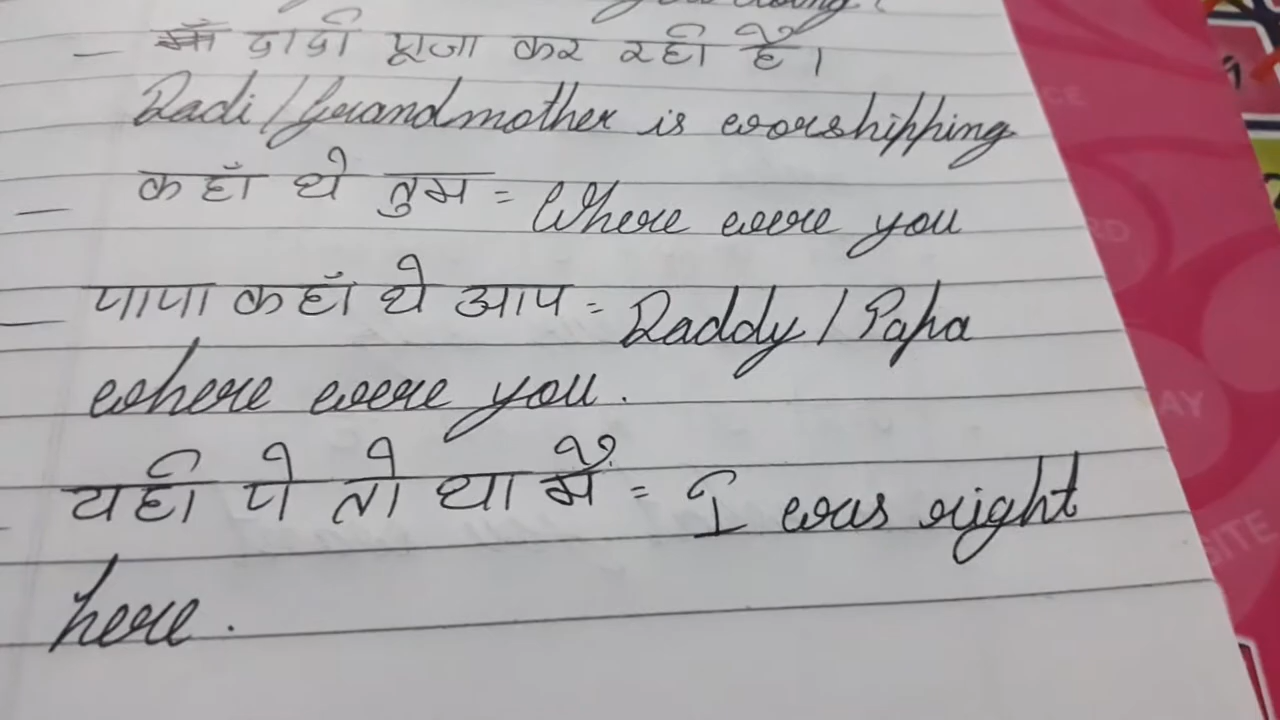 दादी पूजा कर रही है।
Dadi/Grandmother is worshipping
कहाँ थे तुम = Where were you
पापा कहाँ थे आप = Daddy/Papa
where were you.
यही पे तो था मैं = I was right
here.